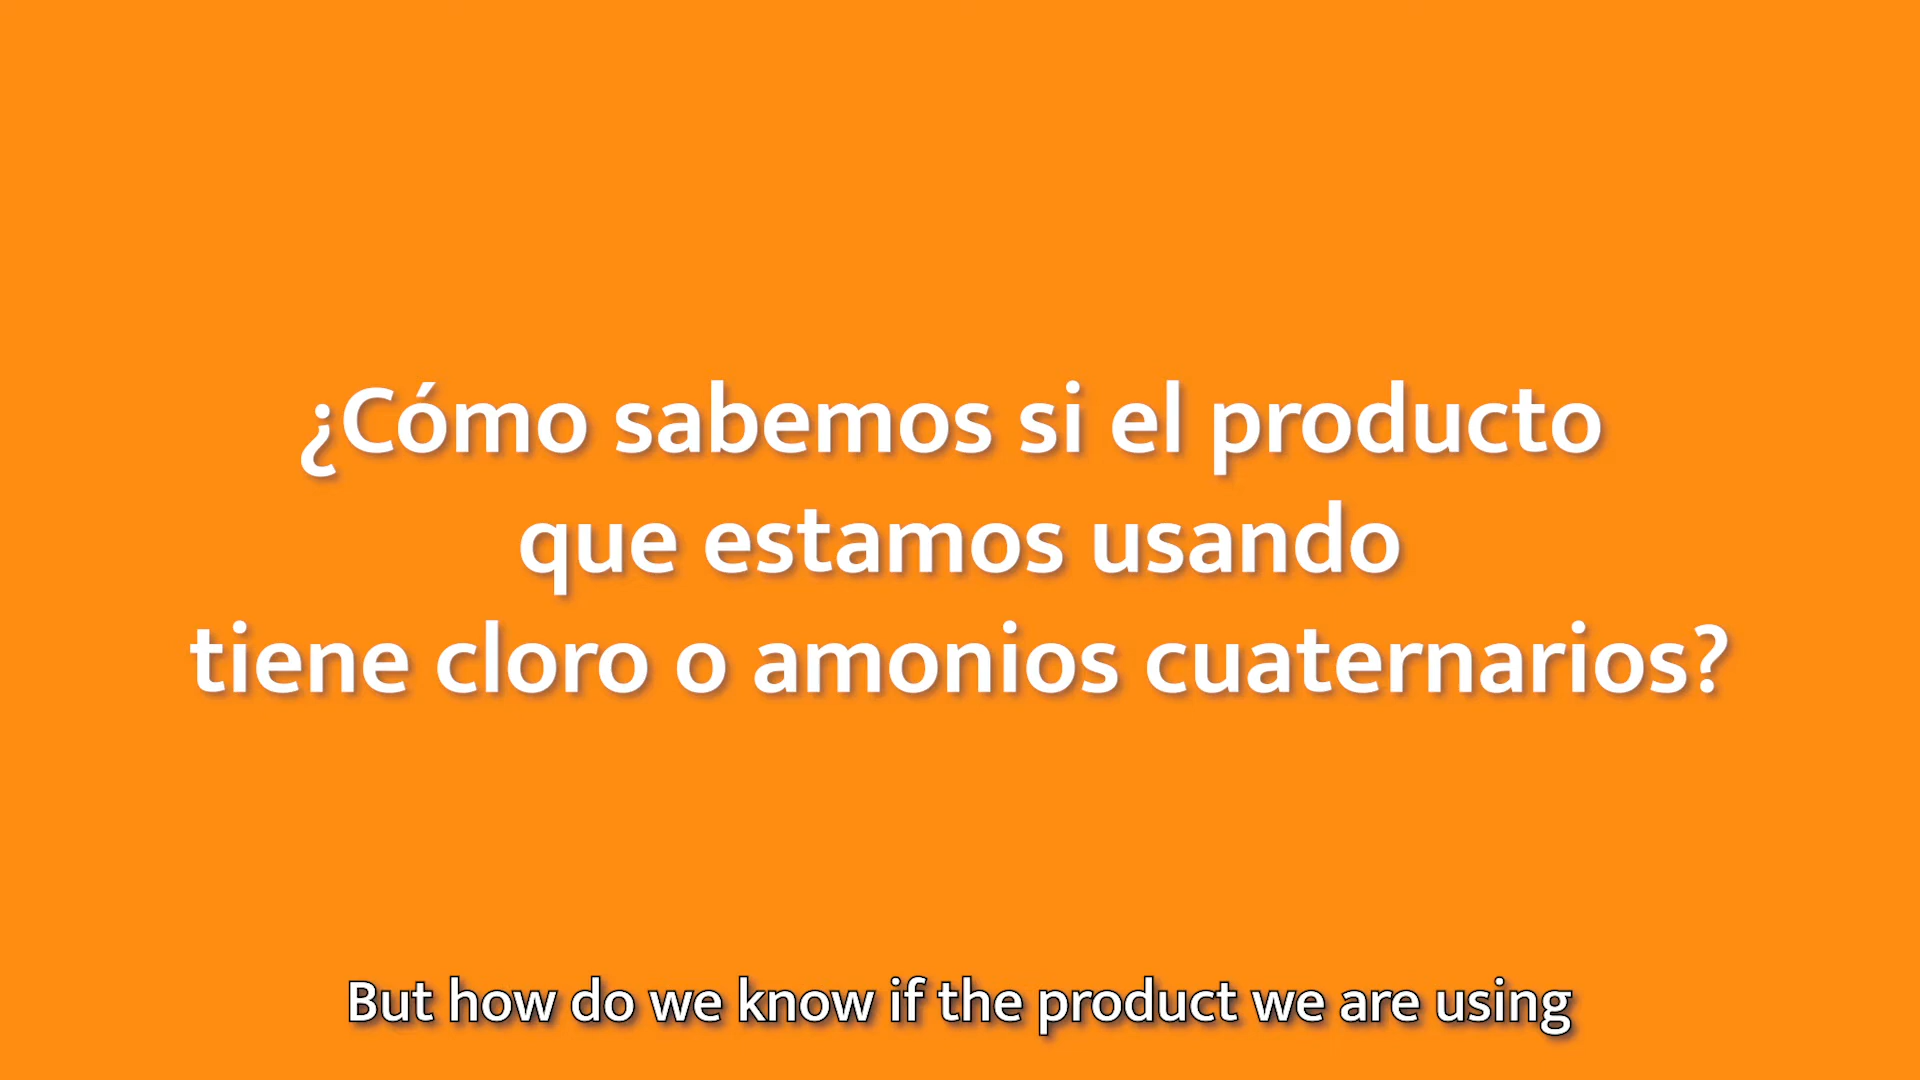 ¿Cómo sabemos si el producto
que estamos usando
tiene cloro o amonios cuaternarios?
But how do we know if the product we are using